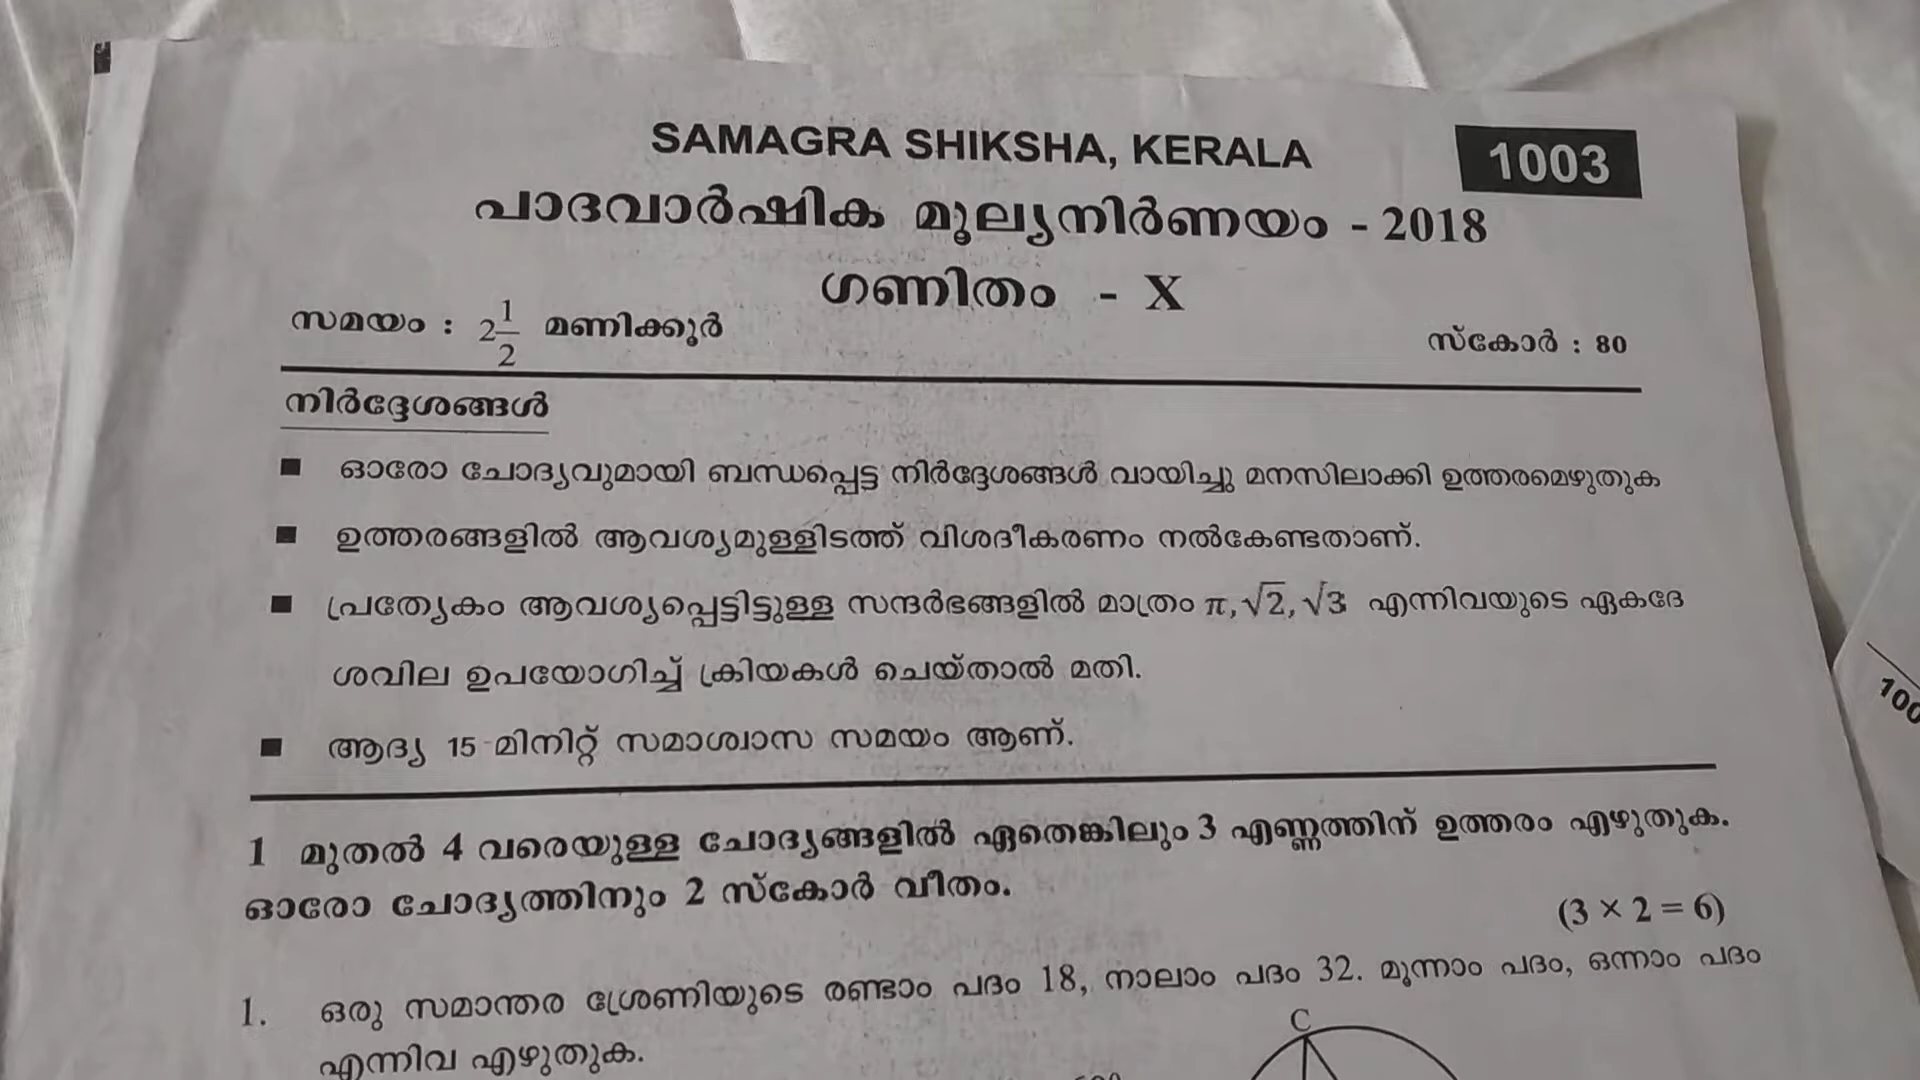 SAMAGRA SHIKSHA, KERALA
1003
പാദവാർഷിക മൂല്യനിർണയം - 2018
ഗണിതം - X
സമയം : 2 1/2 മണിക്കൂർ
സ്കോർ : 80
നിർദ്ദേശങ്ങൾ
■ ഓരോ ചോദ്യവുമായി ബന്ധപ്പെട്ട നിർദ്ദേശങ്ങൾ വായിച്ചു മനസിലാക്കി ഉത്തരമെഴുതുക
■ ഉത്തരങ്ങളിൽ ആവശ്യമുള്ളിടത്ത് വിശദീകരണം നൽകേണ്ടതാണ്.
■ പ്രത്യേകം ആവശ്യപ്പെട്ടിട്ടുള്ള സന്ദർഭങ്ങളിൽ മാത്രം π, √2, √3 എന്നിവയുടെ ഏകദേ
ശവില ഉപയോഗിച്ച് ക്രിയകൾ ചെയ്താൽ മതി.
■ ആദ്യ 15 മിനിറ്റ് സമാശ്വാസ സമയം ആണ്.
1 മുതൽ 4 വരെയുള്ള ചോദ്യങ്ങളിൽ ഏതെങ്കിലും 3 എണ്ണത്തിന് ഉത്തരം എഴുതുക.
ഓരോ ചോദ്യത്തിനും 2 സ്കോർ വീതം.
(3 × 2 = 6)
1. ഒരു സമാന്തര ശ്രേണിയുടെ രണ്ടാം പദം 18, നാലാം പദം 32. മൂന്നാം പദം, ഒന്നാം പദം
എന്നിവ എഴുതുക.
C
100